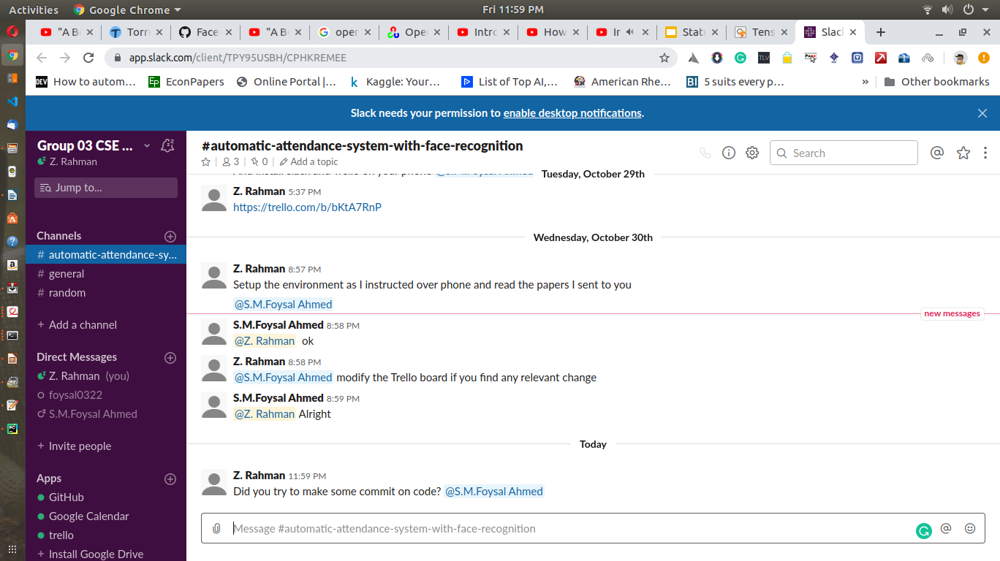 Activities Google Chrome Fri 11:59 PM
"A B Torr Face "A B oper Ope Intro How Ir Statu Tens Slac
app.slack.com/client/TPY95USBH/CPHKREMEE
How to autom... EconPapers Online Portal |... Kaggle: Your... List of Top AI,... American Rhe... 5 suits every p... » Other bookmarks
Slack needs your permission to enable desktop notifications.
Group 03 CSE ...
Z. Rahman
Jump to...
Channels
# automatic-attendance-sy...
# general
# random
+ Add a channel
Direct Messages
Z. Rahman (you)
foysal0322
S.M.Foysal Ahmed
+ Invite people
Apps
GitHub
Google Calendar
trello
+ Install Google Drive
#automatic-attendance-system-with-face-recognition
3 | 0 | Add a topic
Search
Tuesday, October 29th
Z. Rahman 5:37 PM
https://trello.com/b/bKtA7RnP
Wednesday, October 30th
Z. Rahman 8:57 PM
Setup the environment as I instructed over phone and read the papers I sent to you
@S.M.Foysal Ahmed
new messages
S.M.Foysal Ahmed 8:58 PM
@Z. Rahman ok
Z. Rahman 8:58 PM
@S.M.Foysal Ahmed modify the Trello board if you find any relevant change
S.M.Foysal Ahmed 8:59 PM
@Z. Rahman Alright
Today
Z. Rahman 11:59 PM
Did you try to make some commit on code? @S.M.Foysal Ahmed
Message #automatic-attendance-system-with-face-recognition